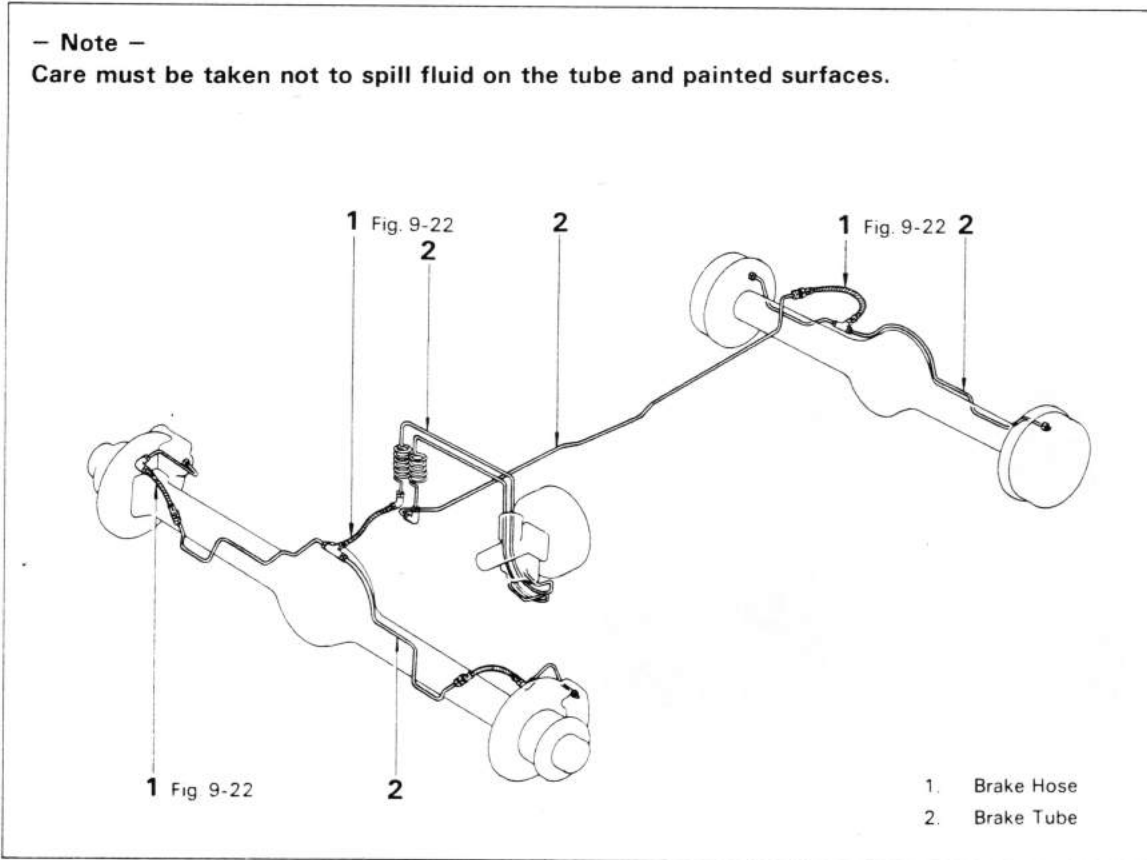 – Note –
Care must be taken not to spill fluid on the tube and painted surfaces.
1 Fig. 9-22
2
2
1 Fig. 9-22 2
2
1 Fig. 9-22
1. Brake Hose
2. Brake Tube